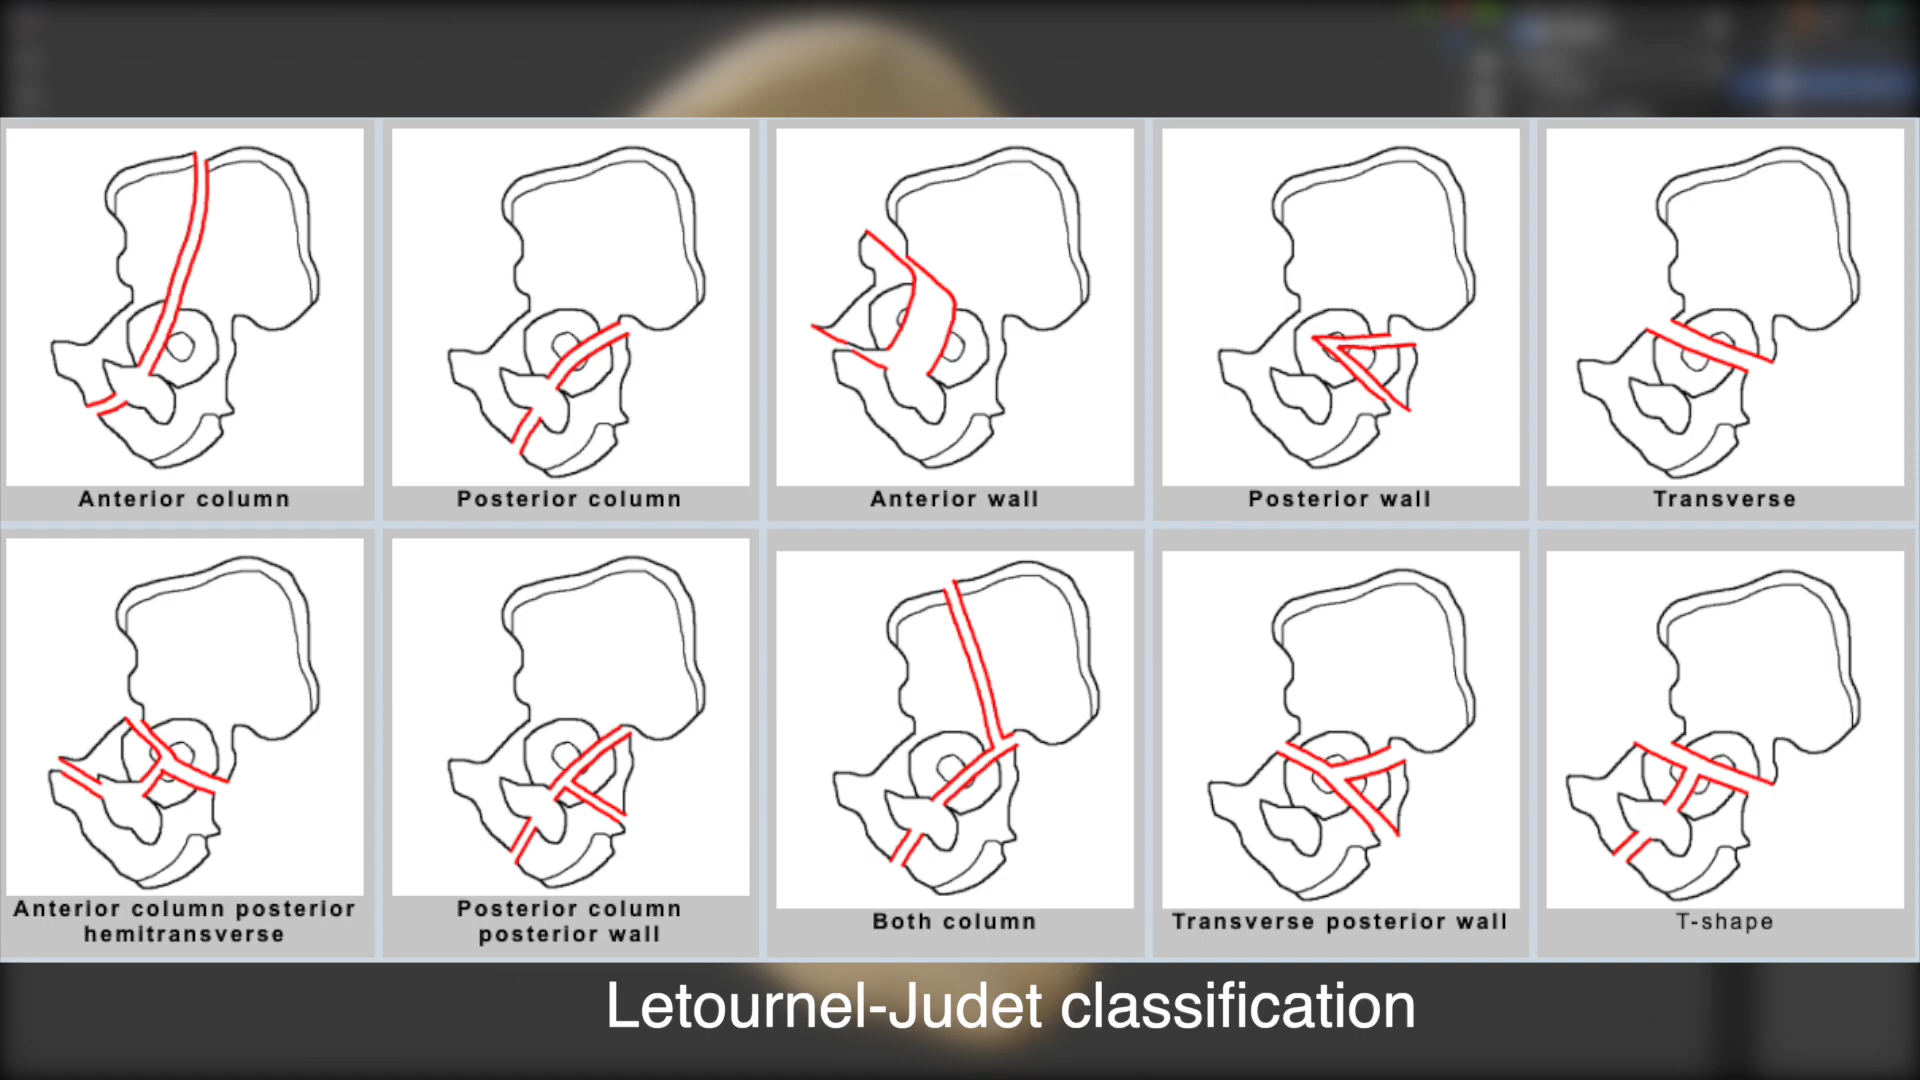 Anterior column
Posterior column
Anterior wall
Posterior wall
Transverse
Anterior column posterior
hemitransverse
Posterior column
posterior wall
Both column
Transverse posterior wall
T-shape
Letournel-Judet classification